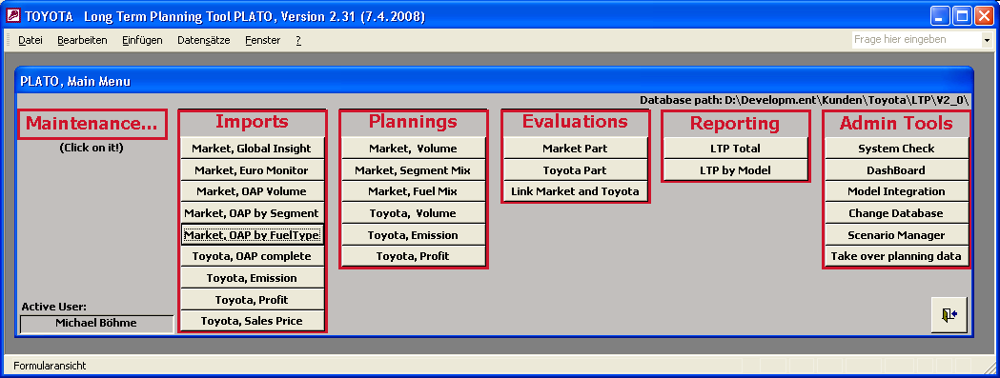 TOYOTA Long Term Planning Tool PLATO, Version 2.31 (7.4.2008)
Datei Bearbeiten Einfügen Datensätze Fenster ? Frage hier eingeben
PLATO, Main Menu
Database path: D:\Developm.ent\Kunden\Toyota\LTP\V2_0\
Maintenance...
(Click on it!)
Imports
Market, Global Insight
Market, Euro Monitor
Market, OAP Volume
Market, OAP by Segment
Market, OAP by FuelType
Toyota, OAP complete
Toyota, Emission
Toyota, Profit
Toyota, Sales Price
Plannings
Market, Volume
Market, Segment Mix
Market, Fuel Mix
Toyota, Volume
Toyota, Emission
Toyota, Profit
Evaluations
Market Part
Toyota Part
Link Market and Toyota
Reporting
LTP Total
LTP by Model
Admin Tools
System Check
DashBoard
Model Integration
Change Database
Scenario Manager
Take over planning data
Active User:
Michael Böhme
Formularansicht